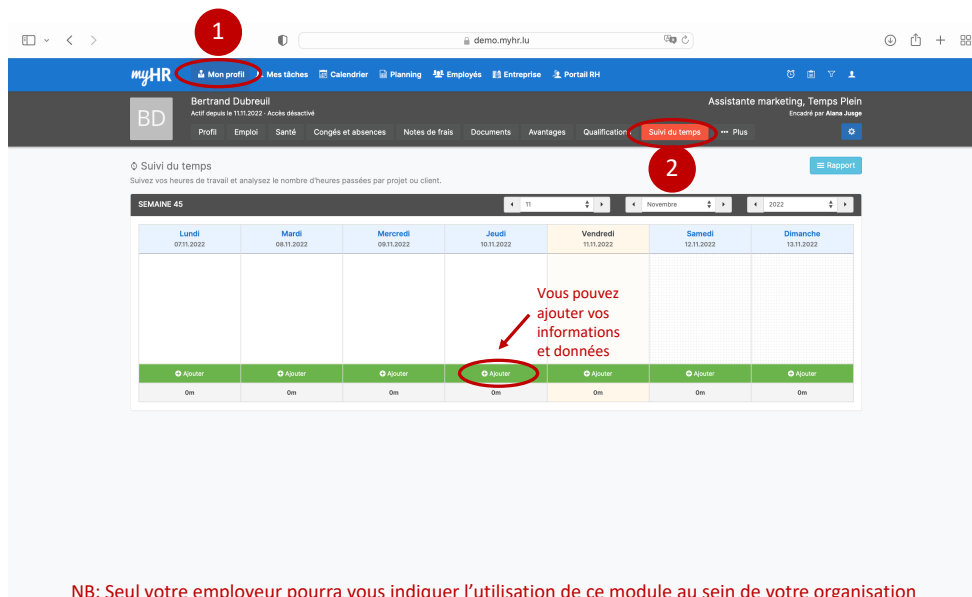 1
demo.myhr.lu
myHR
Mon profil Mes tâches Calendrier Planning Employés Entreprise Portail RH
BD
Bertrand Dubreuil
Actif depuis le 11.11.2022 · Accès désactivé
Assistante marketing, Temps Plein
Encadré par Alana Jusge
Profil Emploi Santé Congés et absences Notes de frais Documents Avantages Qualifications Suivi du temps ••• Plus
2
Suivi du temps
Suivez vos heures de travail et analysez le nombre d'heures passées par projet ou client.
Rapport
SEMAINE 45
11 Novembre 2022
Lundi Mardi Mercredi Jeudi Vendredi Samedi Dimanche
07.11.2022 08.11.2022 09.11.2022 10.11.2022 11.11.2022 12.11.2022 13.11.2022
Vous pouvez
ajouter vos
informations
et données
Ajouter Ajouter Ajouter Ajouter Ajouter Ajouter Ajouter
0m 0m 0m 0m 0m 0m 0m
NB: Seul votre employeur pourra vous indiquer l'utilisation de ce module au sein de votre organisation